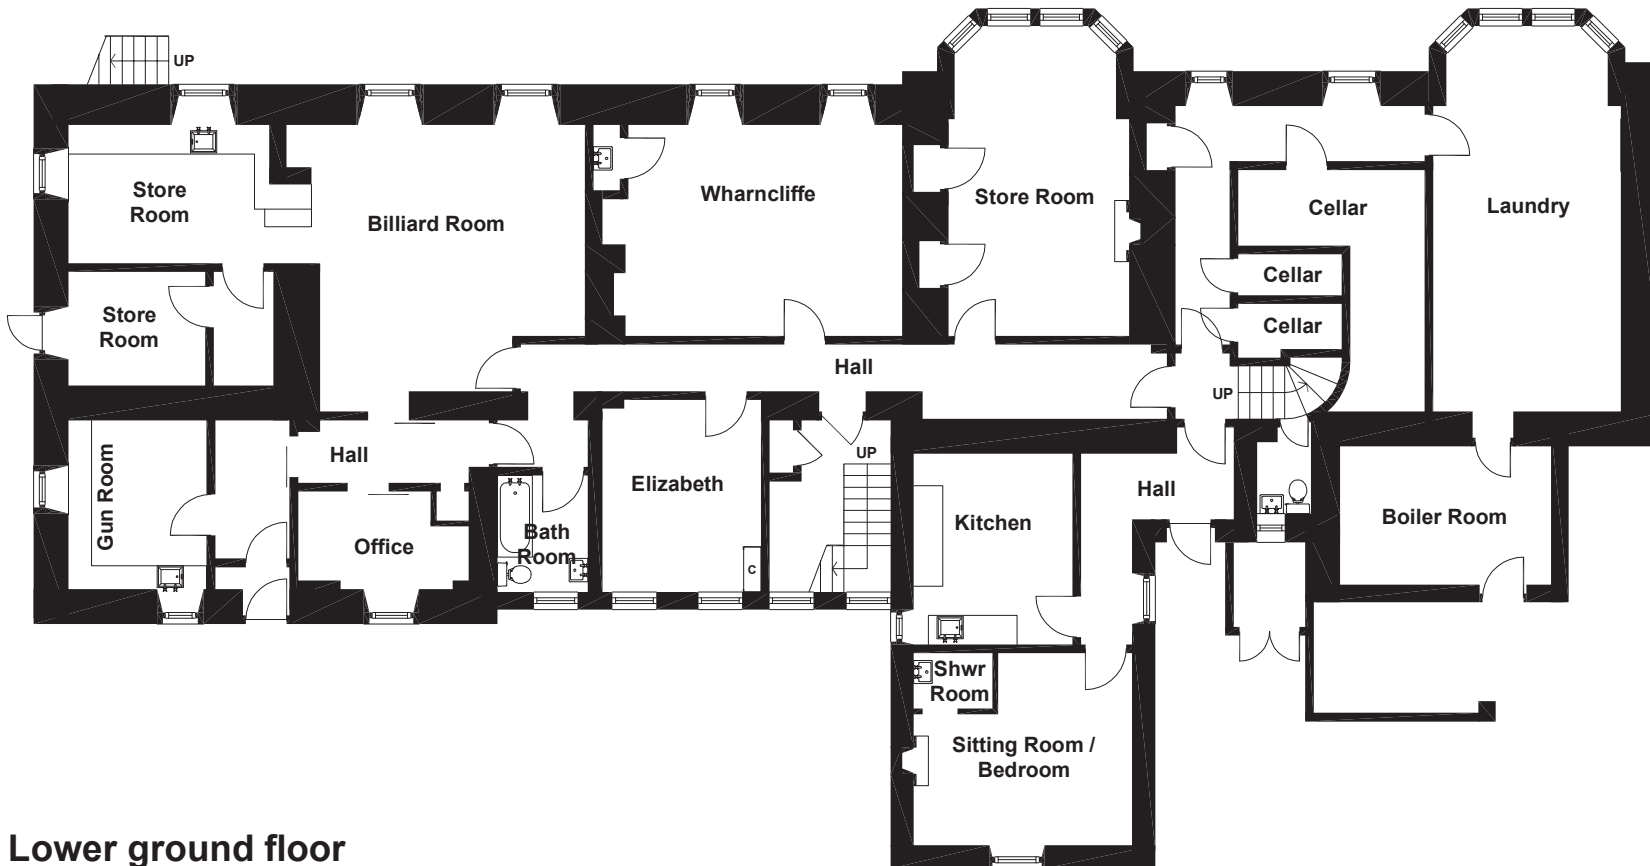 UP
Store
Room
Billiard Room
Wharncliffe
Store Room
Cellar
Laundry
Cellar
Store
Room
Cellar
Hall
UP
Gun Room
Hall
UP
Elizabeth
Office
Bath
Room
C
Kitchen
Hall
Boiler Room
Shwr
Room
Sitting Room /
Bedroom
Lower ground floor